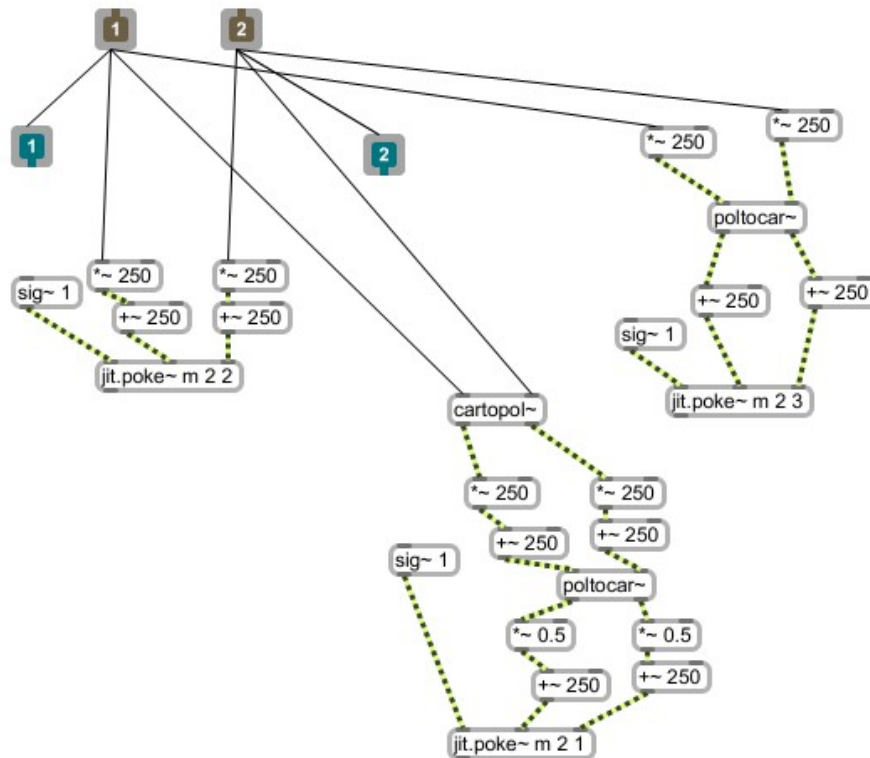 1
2
1
2
*~ 250
*~ 250
poltocar~
+~ 250
+~ 250
sig~ 1
jit.poke~ m 2 3
*~ 250
*~ 250
sig~ 1
+~ 250
+~ 250
jit.poke~ m 2 2
cartopol~
*~ 250
*~ 250
+~ 250
+~ 250
sig~ 1
poltocar~
*~ 0.5
*~ 0.5
+~ 250
+~ 250
jit.poke~ m 2 1